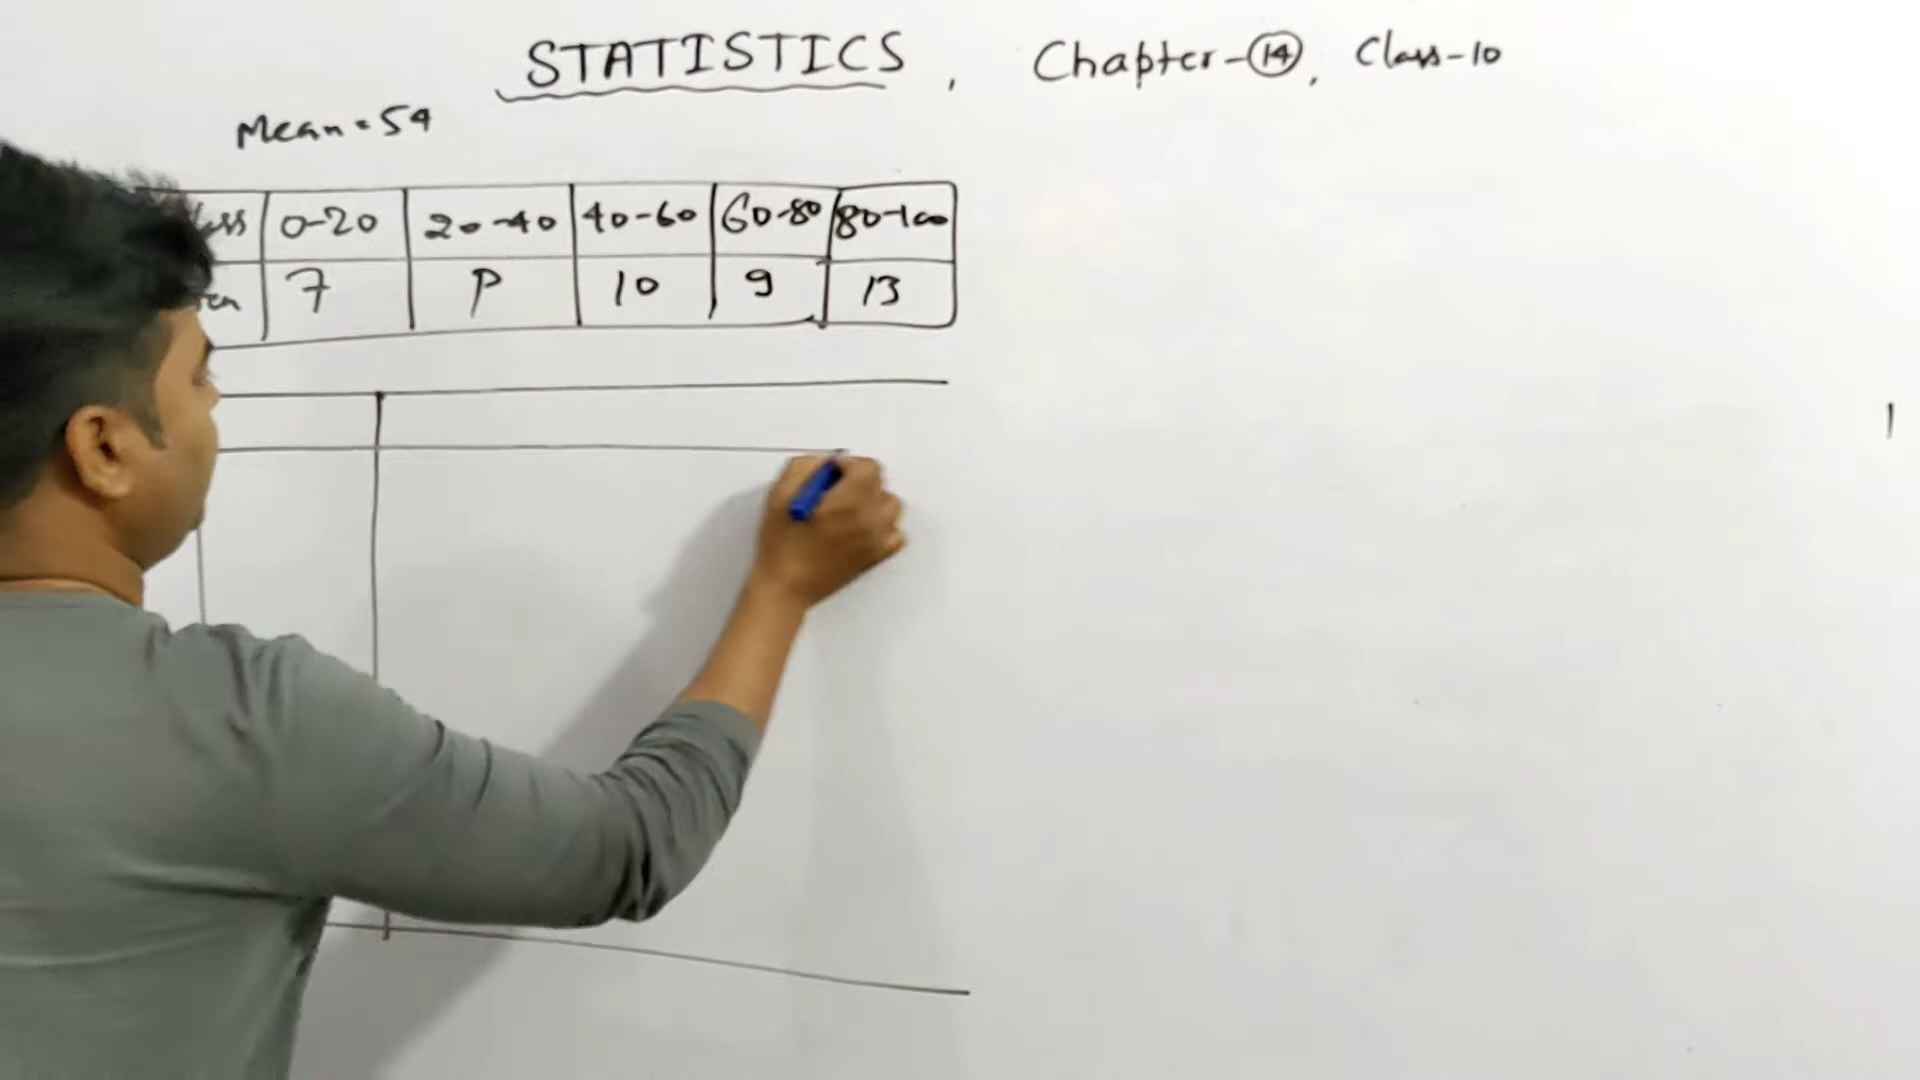 STATISTICS, Chapter-14, Class-10
Mean = 54
0-20 20-40 40-60 60-80 80-100
7 P 10 9 13